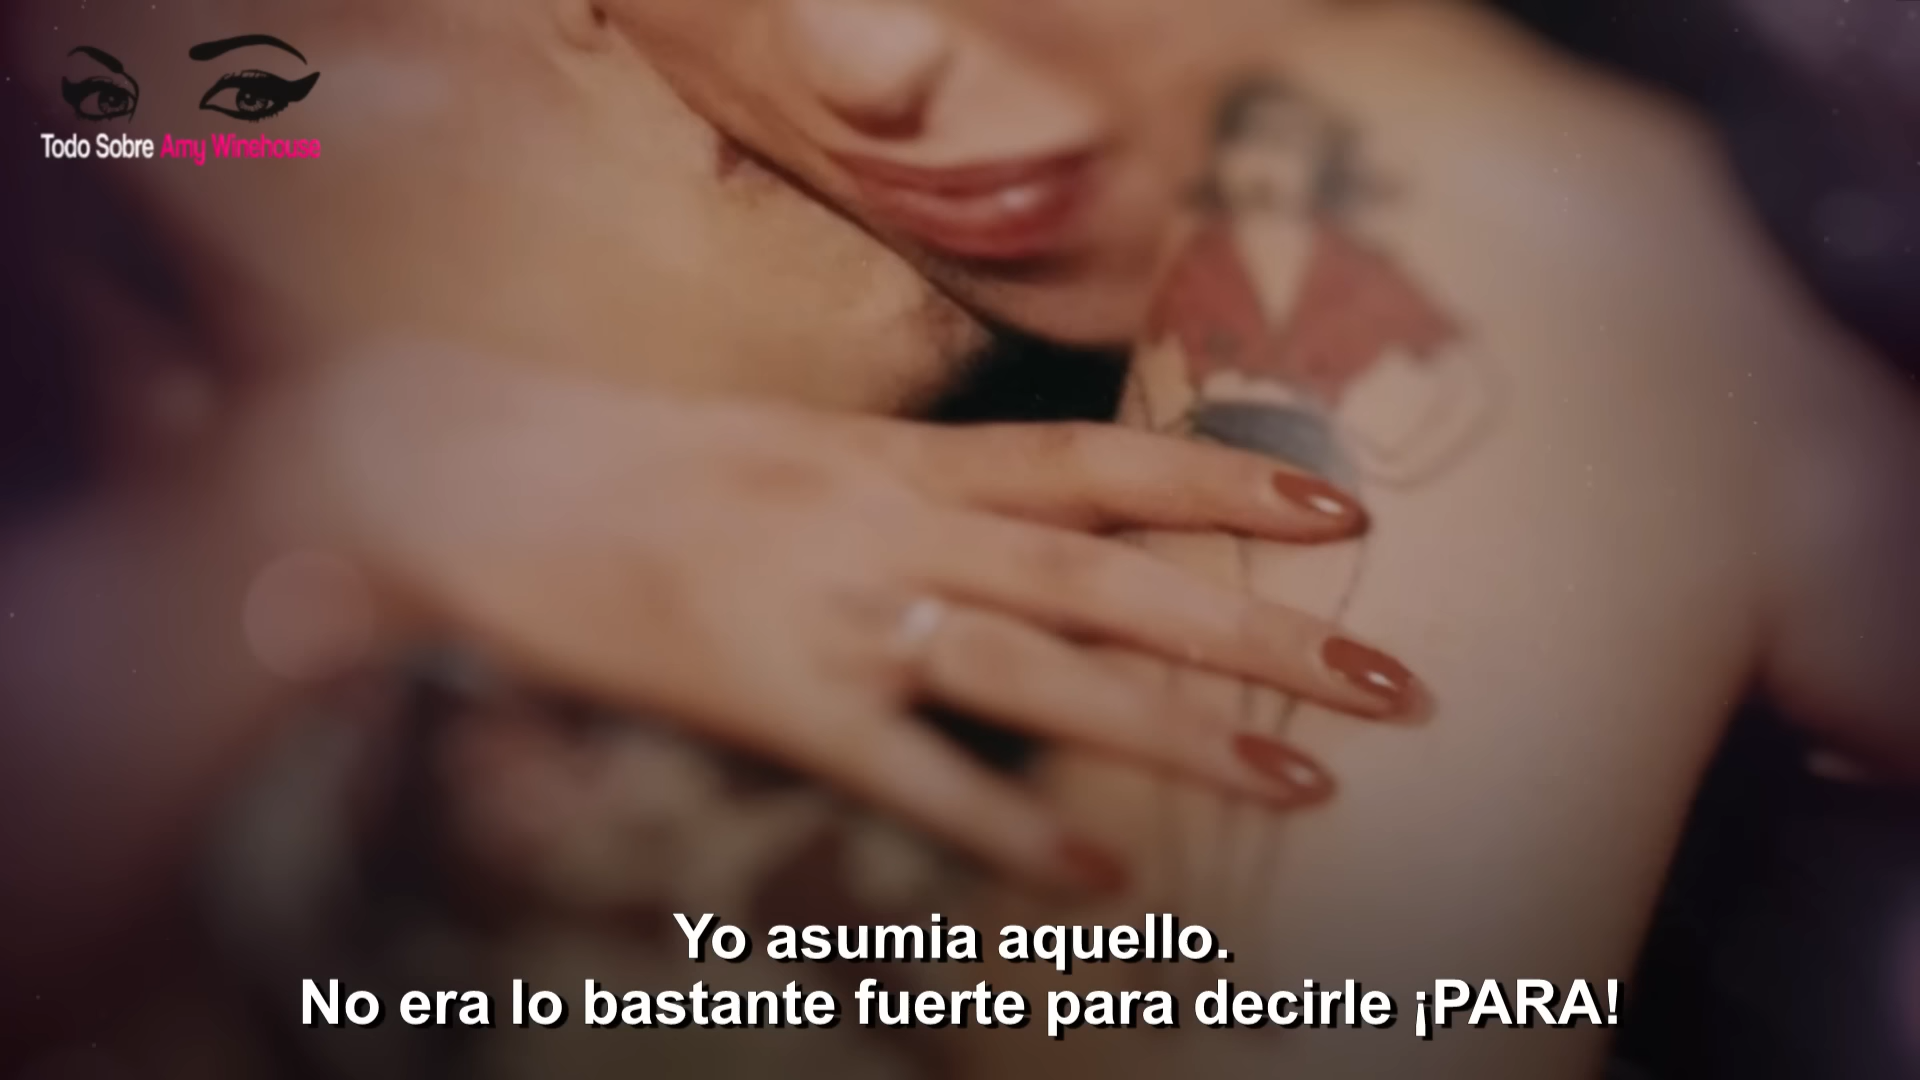 Todo Sobre Amy Winehouse
Yo asumia aquello.
No era lo bastante fuerte para decirle ¡PARA!